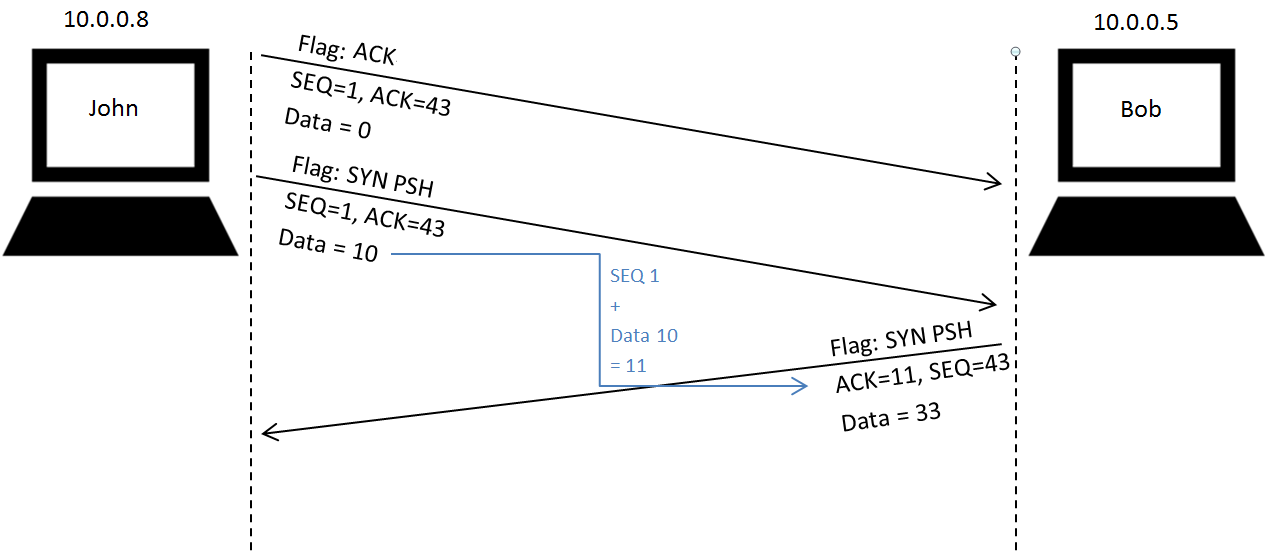 10.0.0.8
10.0.0.5
John
Bob
Flag: ACK
SEQ=1, ACK=43
Data = 0
Flag: SYN PSH
SEQ=1, ACK=43
Data = 10
SEQ 1
+
Data 10
= 11
Flag: SYN PSH
ACK=11, SEQ=43
Data = 33